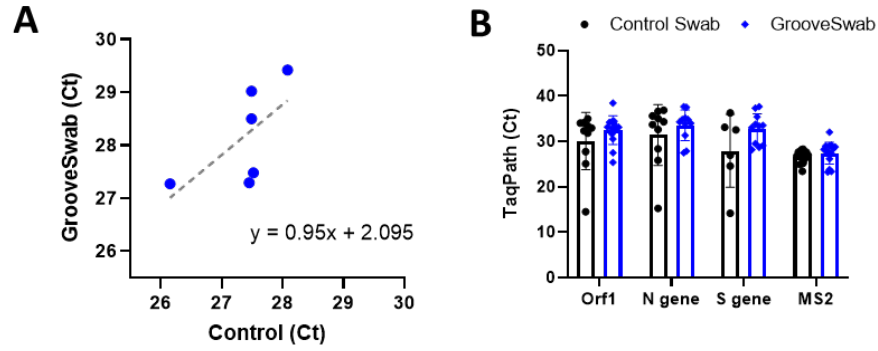 A
30
29
28
27
26
GrooveSwab (Ct)
y = 0.95x + 2.095
26 27 28 29 30
Control (Ct)
B
Control Swab GrooveSwab
50
40
30
20
10
0
TaqPath (Ct)
Orf1 N gene S gene MS2